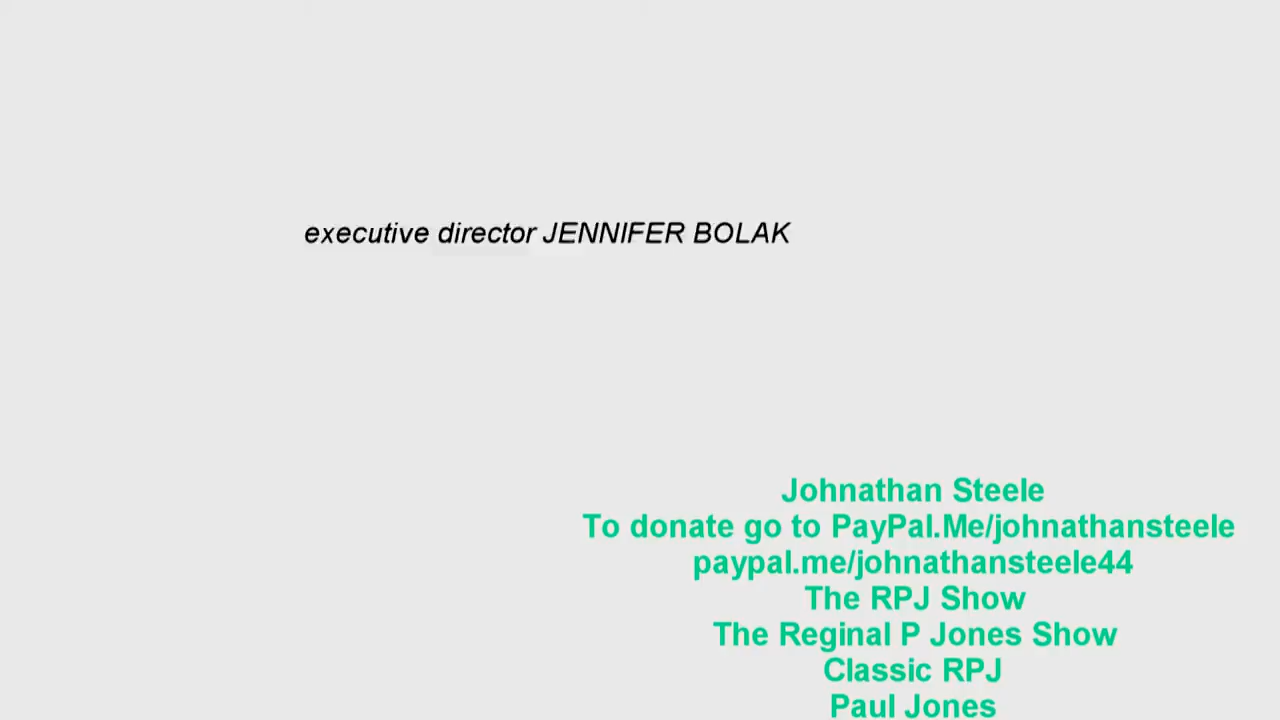 executive director JENNIFER BOLAK
Johnathan Steele
To donate go to PayPal.Me/johnathansteele
paypal.me/johnathansteele44
The RPJ Show
The Reginal P Jones Show
Classic RPJ
Paul Jones